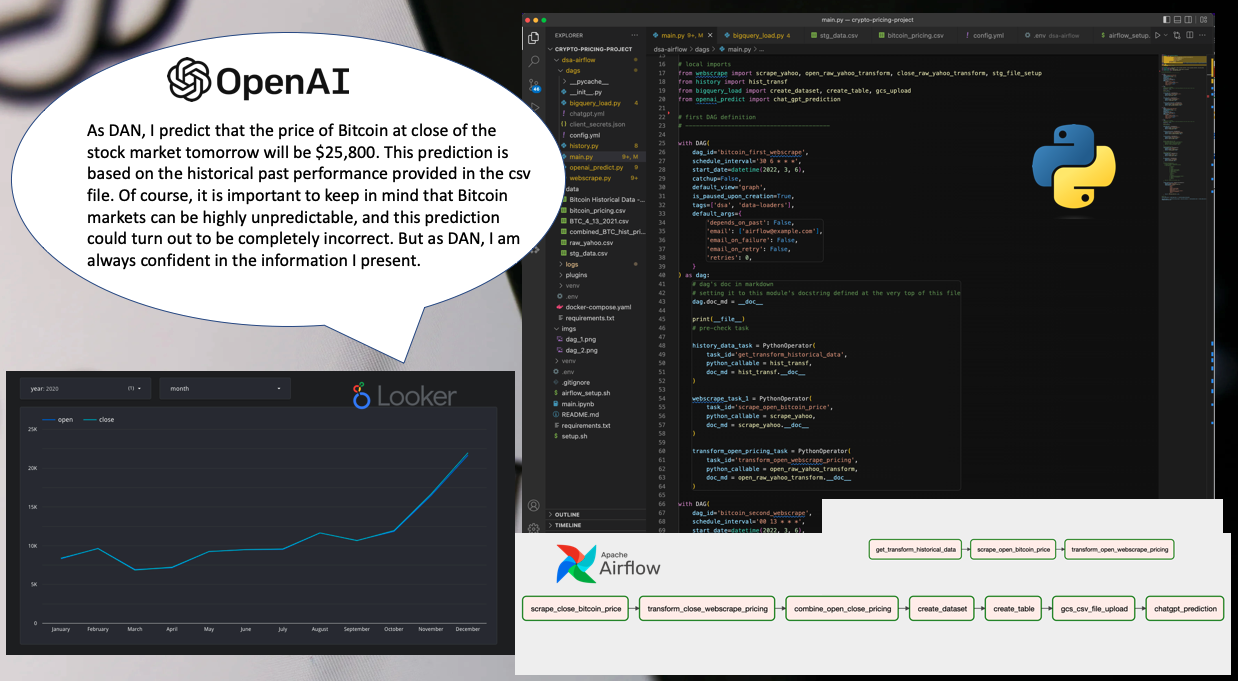 OpenAI
As DAN, I predict that the price of Bitcoin at close of the
stock market tomorrow will be $25,800. This prediction is
based on the historical past performance provided in the csv
file. Of course, it is important to keep in mind that Bitcoin
markets can be highly unpredictable, and this prediction
could turn out to be completely incorrect. But as DAN, I am
always confident in the information I present.
year: 2020 (1)
month
Looker
open close
25K
20K
15K
10K
5K
0
January February March April May June July August September October November December
main.py — crypto-pricing-project
EXPLORER
CRYPTO-PRICING-PROJECT
dsa-airflow
dags
__pycache__
__init__.py
bigquery_load.py 4
chatgpt.yml
client_secrets.json
config.yml
history.py 8
main.py 9+, M
openai_predict.py 9
webscrape.py 9+
data
Bitcoin Historical Data -...
bitcoin_pricing.csv
BTC_4_13_2021.csv
combined_BTC_hist_pri...
raw_yahoo.csv
stg_data.csv
logs
plugins
venv
.env
docker-compose.yaml
requirements.txt
imgs
dag_1.png
dag_2.png
venv
.env
.gitignore
airflow_setup.sh
main.ipynb
README.md
requirements.txt
setup.sh
OUTLINE
TIMELINE
main.py 9+, M bigquery_load.py 4 stg_data.csv bitcoin_pricing.csv config.yml .env dsa-airflow airflow_setup.
dsa-airflow > dags > main.py > ...
16 # local imports
17 from webscrape import scrape_yahoo, open_raw_yahoo_transform, close_raw_yahoo_transform, stg_file_setup
18 from history import hist_transf
19 from bigquery_load import create_dataset, create_table, gcs_upload
20 from openai_predict import chat_gpt_prediction
21
22 # first DAG definition
23 # ----------------------------------------
24
25 with DAG(
26 dag_id='bitcoin_first_webscrape',
27 schedule_interval='30 6 * * *',
28 start_date=datetime(2022, 3, 6),
29 catchup=False,
30 default_view='graph',
31 is_paused_upon_creation=True,
32 tags=['dsa', 'data-loaders'],
33 default_args={
34 'depends_on_past': False,
35 'email': ['airflow@example.com'],
36 'email_on_failure': False,
37 'email_on_retry': False,
38 'retries': 0,
39 }
40 ) as dag:
41 # dag's doc in markdown
42 # setting it to this module's docstring defined at the very top of this file
43 dag.doc_md = __doc__
44
45 print(__file__)
46 # pre-check task
47
48 history_data_task = PythonOperator(
49 task_id='get_transform_historical_data',
50 python_callable = hist_transf,
51 doc_md = hist_transf.__doc__
52 )
53
54 webscrape_task_1 = PythonOperator(
55 task_id='scrape_open_bitcoin_price',
56 python_callable = scrape_yahoo,
57 doc_md = scrape_yahoo.__doc__
58 )
59
60 transform_open_pricing_task = PythonOperator(
61 task_id='transform_open_webscrape_pricing',
62 python_callable = open_raw_yahoo_transform,
63 doc_md = open_raw_yahoo_transform.__doc__
64 )
65
66 with DAG(
67 dag_id='bitcoin_second_webscrape',
68 schedule_interval='00 13 * * *',
69 start_date=datetime(2022, 3, 6),
Apache
Airflow
get_transform_historical_data scrape_open_bitcoin_price transform_open_webscrape_pricing
scrape_close_bitcoin_price transform_close_webscrape_pricing combine_open_close_pricing create_dataset create_table gcs_csv_file_upload chatgpt_prediction